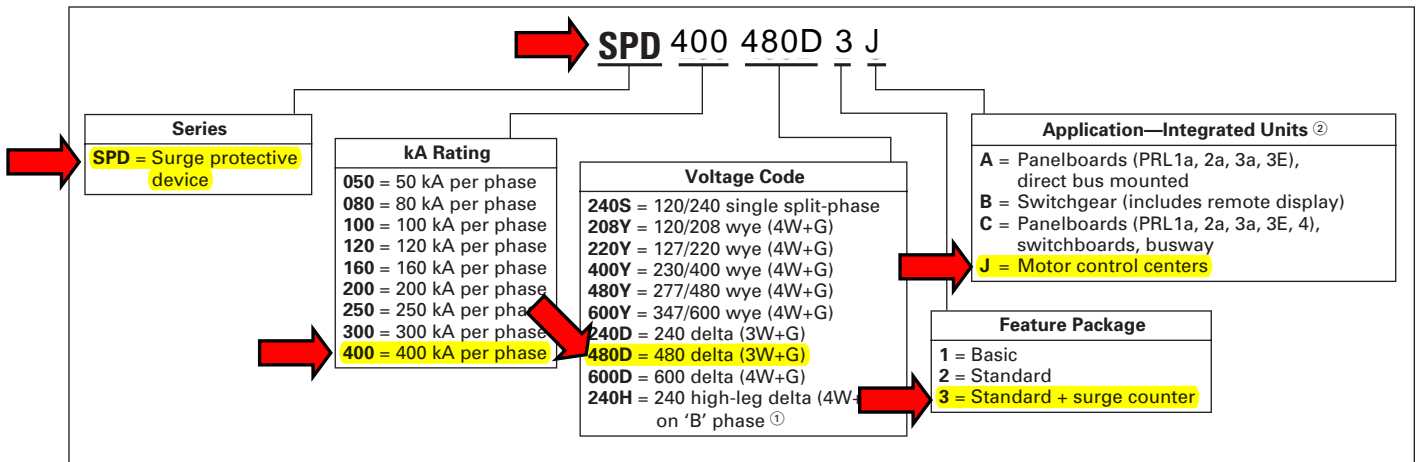 SPD 400 480D 3 J
Series
SPD = Surge protective
device
kA Rating
050 = 50 kA per phase
080 = 80 kA per phase
100 = 100 kA per phase
120 = 120 kA per phase
160 = 160 kA per phase
200 = 200 kA per phase
250 = 250 kA per phase
300 = 300 kA per phase
400 = 400 kA per phase
Voltage Code
240S = 120/240 single split-phase
208Y = 120/208 wye (4W+G)
220Y = 127/220 wye (4W+G)
400Y = 230/400 wye (4W+G)
480Y = 277/480 wye (4W+G)
600Y = 347/600 wye (4W+G)
240D = 240 delta (3W+G)
480D = 480 delta (3W+G)
600D = 600 delta (4W+G)
240H = 240 high-leg delta (4W+
on ‘B’ phase ①
Application—Integrated Units ②
A = Panelboards (PRL1a, 2a, 3a, 3E),
direct bus mounted
B = Switchgear (includes remote display)
C = Panelboards (PRL1a, 2a, 3a, 3E, 4),
switchboards, busway
J = Motor control centers
Feature Package
1 = Basic
2 = Standard
3 = Standard + surge counter